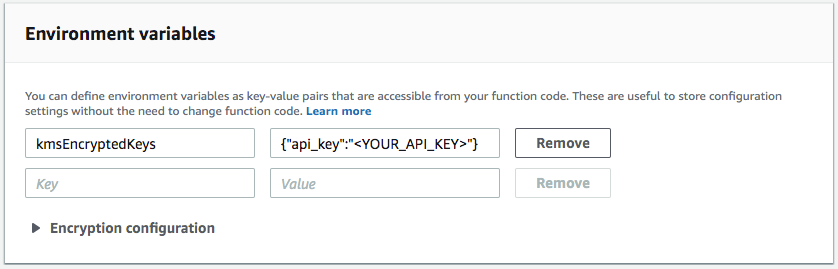 Environment variables
You can define environment variables as key-value pairs that are accessible from your function code. These are useful to store configuration
settings without the need to change function code. Learn more
kmsEncryptedKeys {"api_key":"<YOUR_API_KEY>"} Remove
Key Value Remove
Encryption configuration